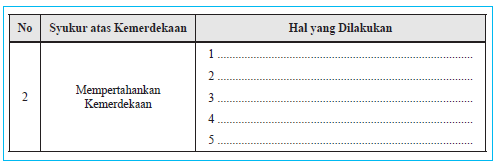 No Syukur atas Kemerdekaan Hal yang Dilakukan
1 ....................................................................................
2 ....................................................................................
2 Mempertahankan Kemerdekaan 3 ....................................................................................
4 ....................................................................................
5 ....................................................................................